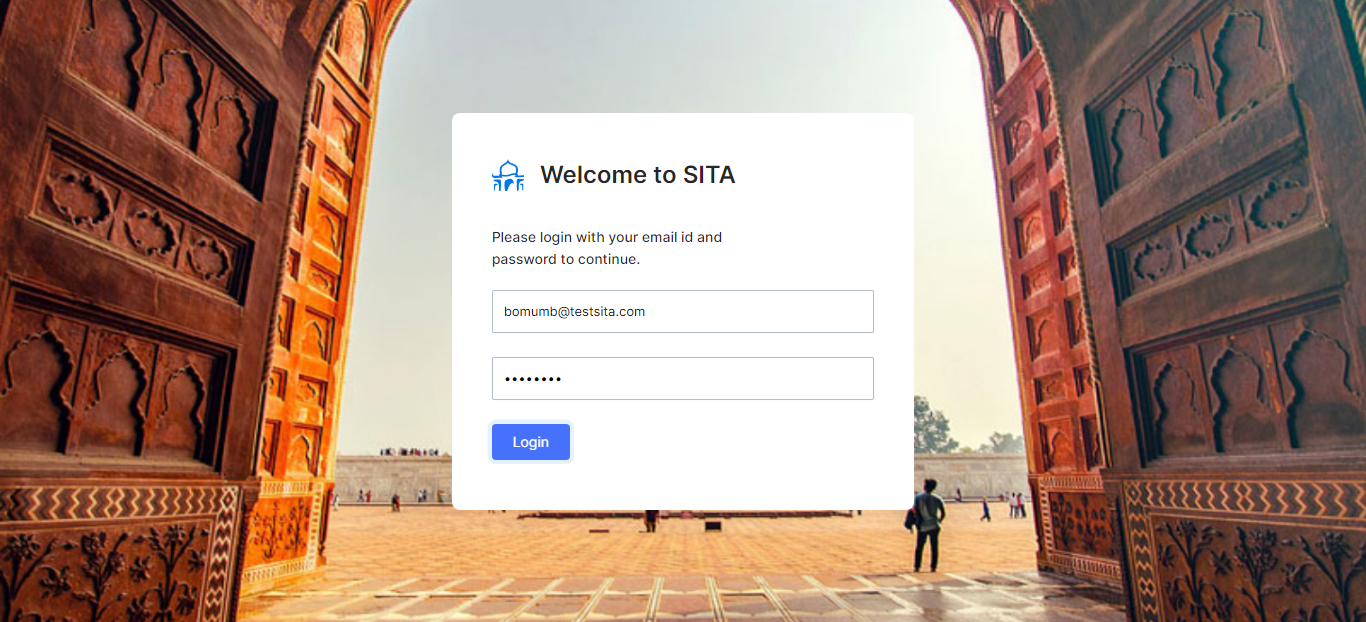 Welcome to SITA
Please login with your email id and
password to continue.
bomumb@testsita.com
••••••••
Login